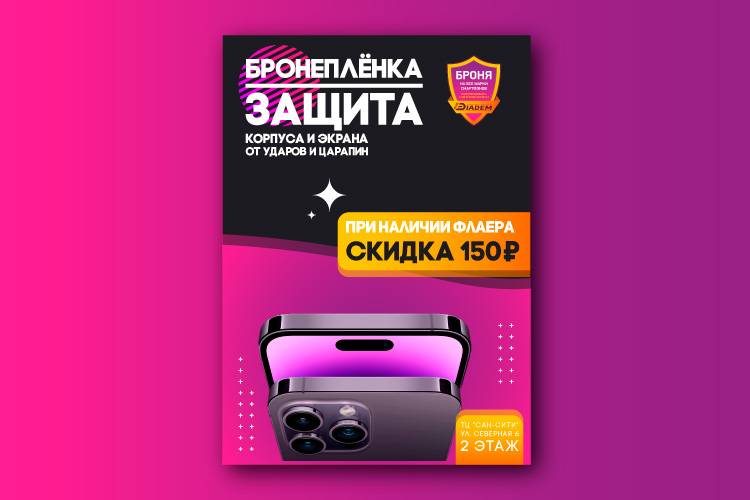 БРОНЕПЛЁНКА
ЗАЩИТА
КОРПУСА И ЭКРАНА
ОТ УДАРОВ И ЦАРАПИН
БРОНЯ
НА ВСЕ МАРКИ
СМАРТФОНОВ
DIADEM
ПРИ НАЛИЧИИ ФЛАЕРА
СКИДКА 150₽
ТЦ "САН-СИТИ"
УЛ. СЕВЕРНАЯ 6
2 ЭТАЖ